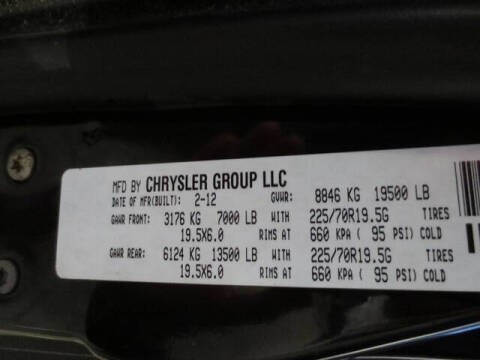 MFD BY CHRYSLER GROUP LLC
DATE OF MFR(BUILT): 2-12 GVWR: 8846 KG 19500 LB
GAWR FRONT: 3176 KG 7000 LB WITH 225/70R19.5G TIRES
19.5X6.0 RIMS AT 660 KPA ( 95 PSI) COLD
GAWR REAR: 6124 KG 13500 LB WITH 225/70R19.5G TIRES
19.5X6.0 RIMS AT 660 KPA ( 95 PSI) COLD